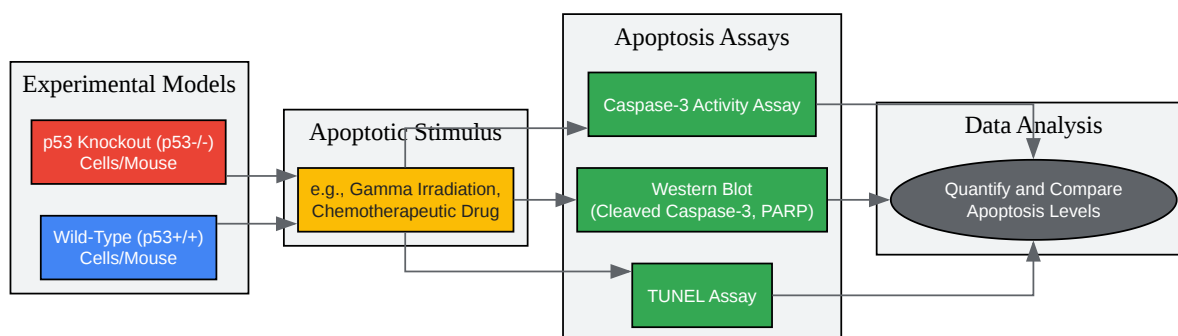 Experimental Models
p53 Knockout (p53-/-)
Cells/Mouse
Wild-Type (p53+/+)
Cells/Mouse
Apoptotic Stimulus
e.g., Gamma Irradiation,
Chemotherapeutic Drug
Apoptosis Assays
Caspase-3 Activity Assay
Western Blot
(Cleaved Caspase-3, PARP)
TUNEL Assay
Data Analysis
Quantify and Compare
Apoptosis Levels